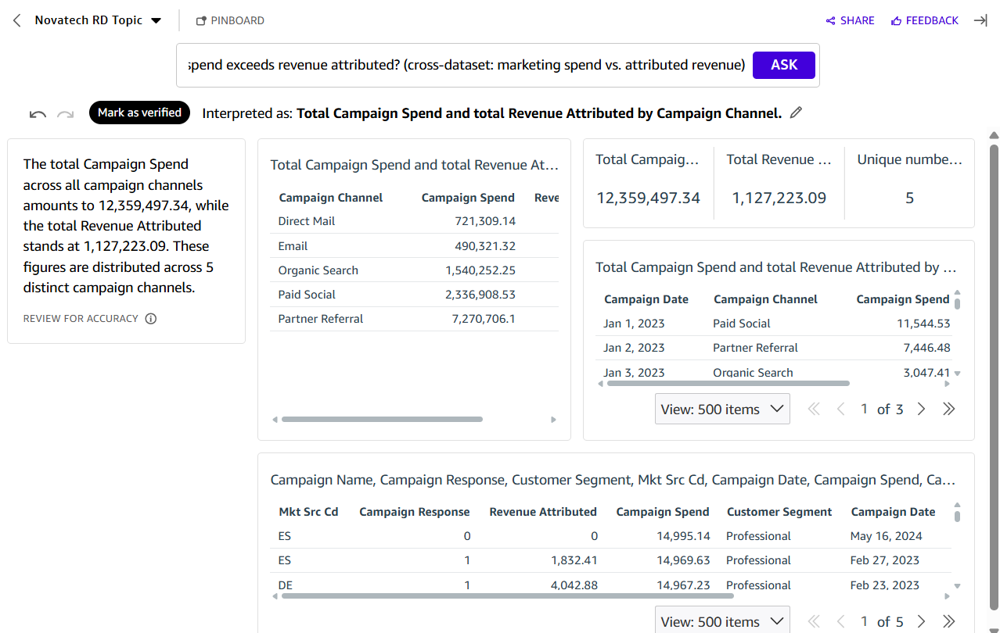 Novatech RD Topic
PINBOARD
SHARE
FEEDBACK
spend exceeds revenue attributed? (cross-dataset: marketing spend vs. attributed revenue)
ASK
Mark as verified
Interpreted as: Total Campaign Spend and total Revenue Attributed by Campaign Channel.
The total Campaign Spend
across all campaign channels
amounts to 12,359,497.34, while
the total Revenue Attributed
stands at 1,127,223.09. These
figures are distributed across 5
distinct campaign channels.
REVIEW FOR ACCURACY
Total Campaign Spend and total Revenue At...
Campaign Channel Campaign Spend Reve
Direct Mail 721,309.14
Email 490,321.32
Organic Search 1,540,252.25
Paid Social 2,336,908.53
Partner Referral 7,270,706.1
Total Campaig... Total Revenue ... Unique numbe...
12,359,497.34 1,127,223.09 5
Total Campaign Spend and total Revenue Attributed by ...
Campaign Date Campaign Channel Campaign Spend
Jan 1, 2023 Paid Social 11,544.53
Jan 2, 2023 Partner Referral 7,446.48
Jan 3, 2023 Organic Search 3,047.41
View: 500 items 1 of 3
Campaign Name, Campaign Response, Customer Segment, Mkt Src Cd, Campaign Date, Campaign Spend, Ca...
Mkt Src Cd Campaign Response Revenue Attributed Campaign Spend Customer Segment Campaign Date
ES 0 0 14,995.14 Professional May 16, 2024
ES 1 1,832.41 14,969.63 Professional Feb 27, 2023
DE 1 4,042.88 14,967.23 Professional Feb 23, 2023
View: 500 items 1 of 5